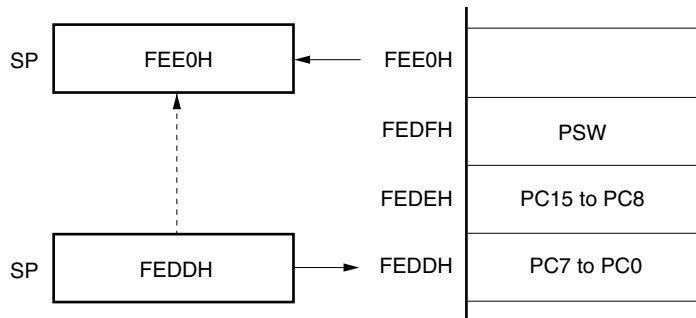 SP FEE0H FEE0H
FEDFH PSW
FEDEH PC15 to PC8
SP FEDDH FEDDH PC7 to PC0